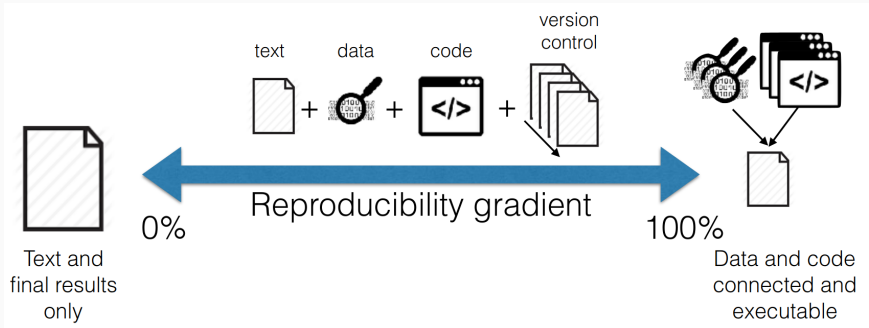 version
control
text
data
code
+
+
+
</>
</>
Reproducibility gradient
0%
100%
Text and
final results
only
Data and code
connected and
executable